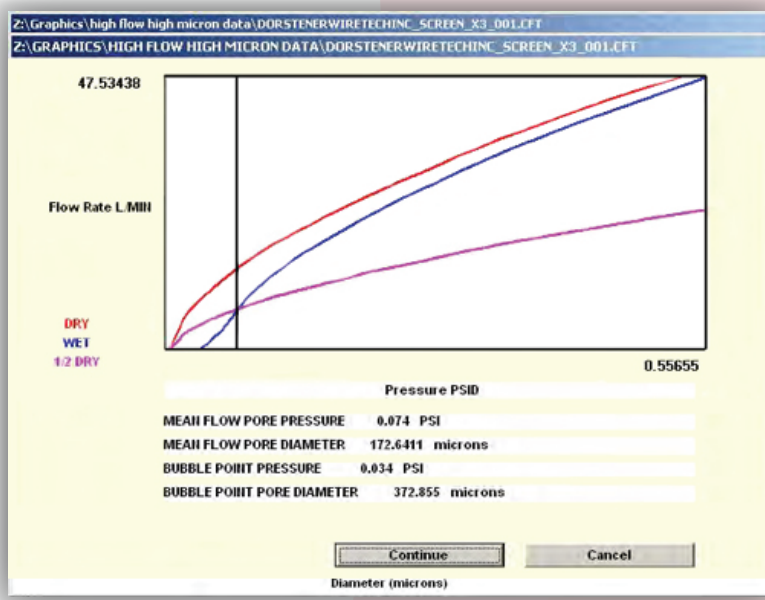 Z:\Graphics\high flow high micron data\DORSTENERWIRETECHINC_SCREEN_X3_001.CFT
Z:\GRAPHICS\HIGH FLOW HIGH MICRON DATA\DORSTENERWIRETECHINC_SCREEN_X3_001.CFT
47.53438
Flow Rate L/MIN
DRY
WET
1/2 DRY
0.55655
Pressure PSID
MEAN FLOW PORE PRESSURE 0.074 PSI
MEAN FLOW PORE DIAMETER 172.6411 microns
BUBBLE POINT PRESSURE 0.034 PSI
BUBBLE POINT PORE DIAMETER 372.855 microns
Continue Cancel
Diameter (microns)